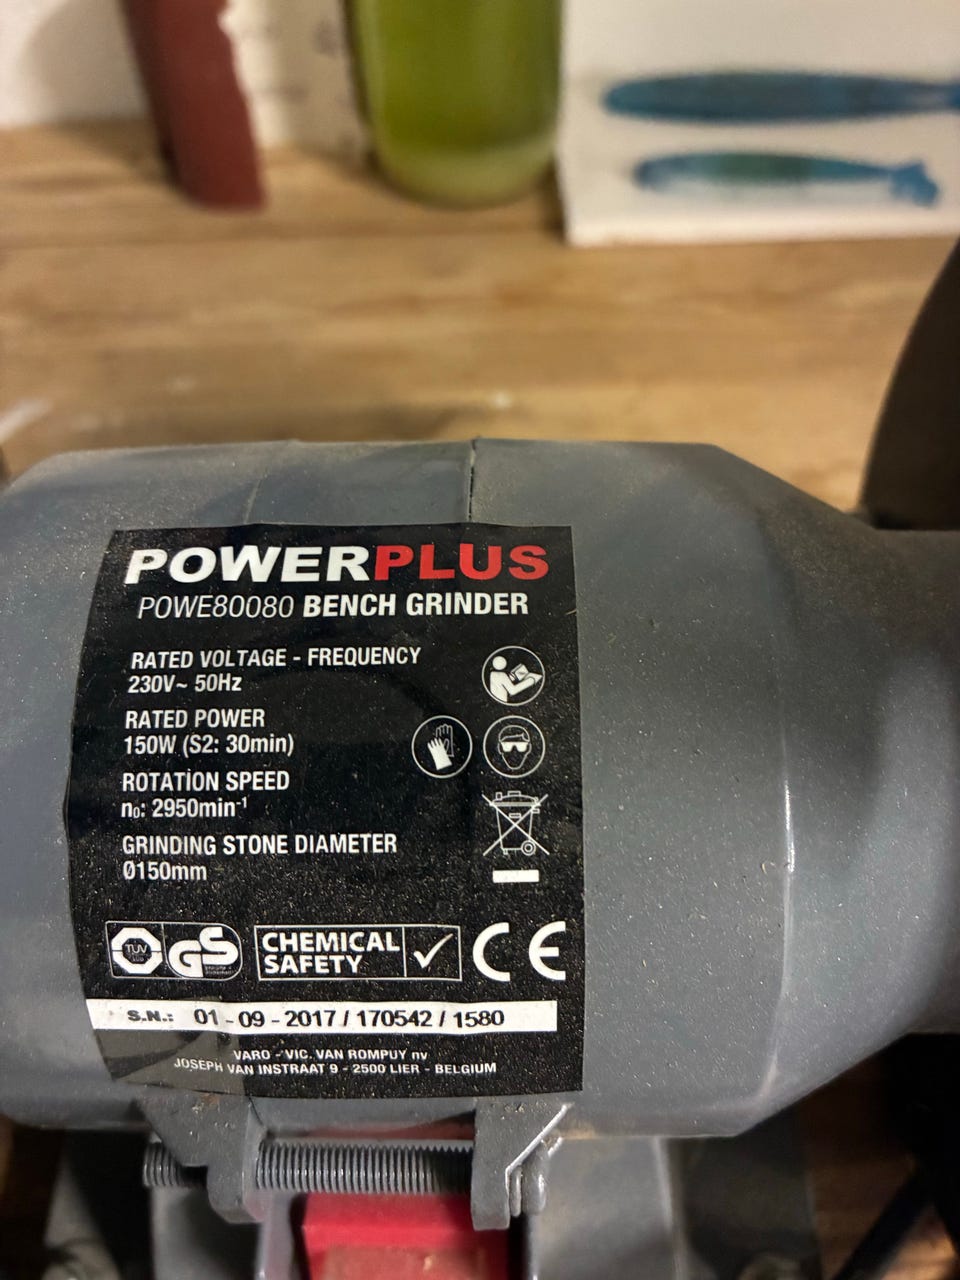 POWERPLUS
POWE80080 BENCH GRINDER
RATED VOLTAGE - FREQUENCY
230V~ 50Hz
RATED POWER
150W (S2: 30min)
ROTATION SPEED
n₀: 2950min⁻¹
GRINDING STONE DIAMETER
Ø150mm
TÜV
SÜD
GS
CHEMICAL
SAFETY
CE
S.N.: 01-09-2017/170542/1580
VARO - VIC. VAN ROMPUY nv
JOSEPH VAN INSTRAAT 9 - 2500 LIER - BELGIUM